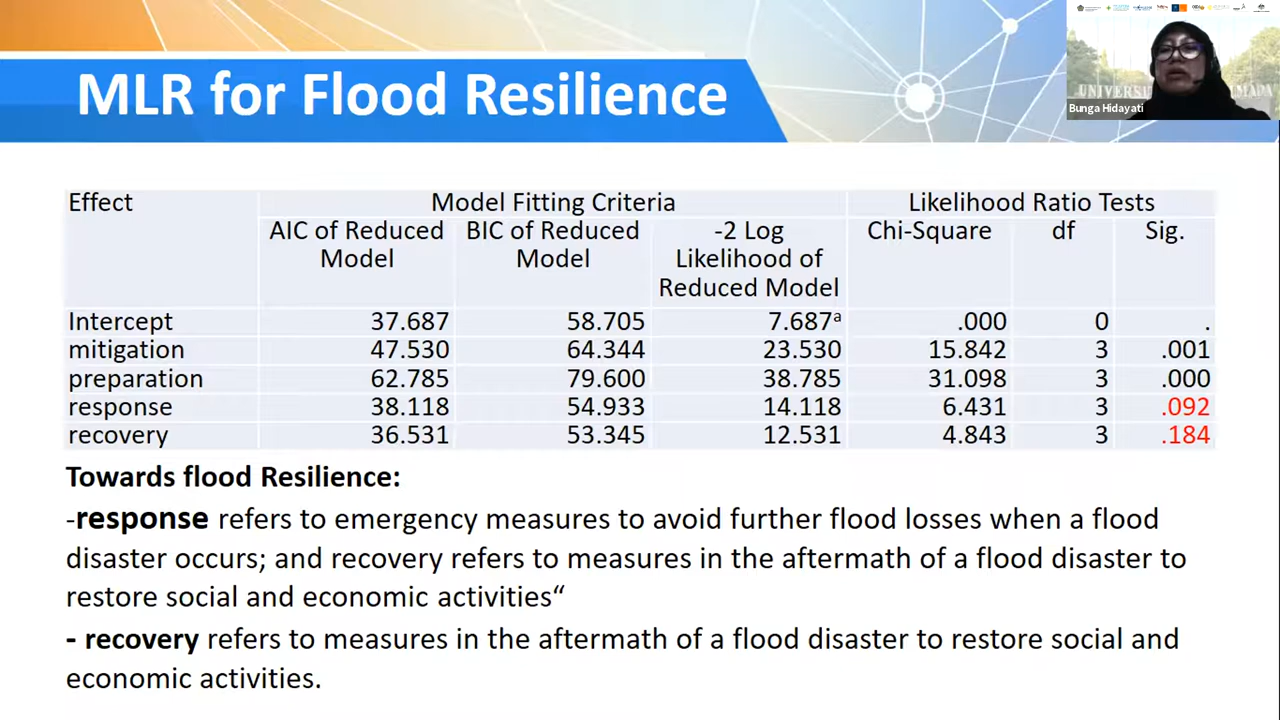 MLR for Flood Resilience
UNIVERSI
MADA
Bunga Hidayati
Effect Model Fitting Criteria Likelihood Ratio Tests
AIC of Reduced Model BIC of Reduced Model -2 Log Likelihood of Reduced Model Chi-Square df Sig.
Intercept 37.687 58.705 7.687ᵃ .000 0 .
mitigation 47.530 64.344 23.530 15.842 3 .001
preparation 62.785 79.600 38.785 31.098 3 .000
response 38.118 54.933 14.118 6.431 3 .092
recovery 36.531 53.345 12.531 4.843 3 .184
Towards flood Resilience:
-response refers to emergency measures to avoid further flood losses when a flood
disaster occurs; and recovery refers to measures in the aftermath of a flood disaster to
restore social and economic activities“
- recovery refers to measures in the aftermath of a flood disaster to restore social and
economic activities.